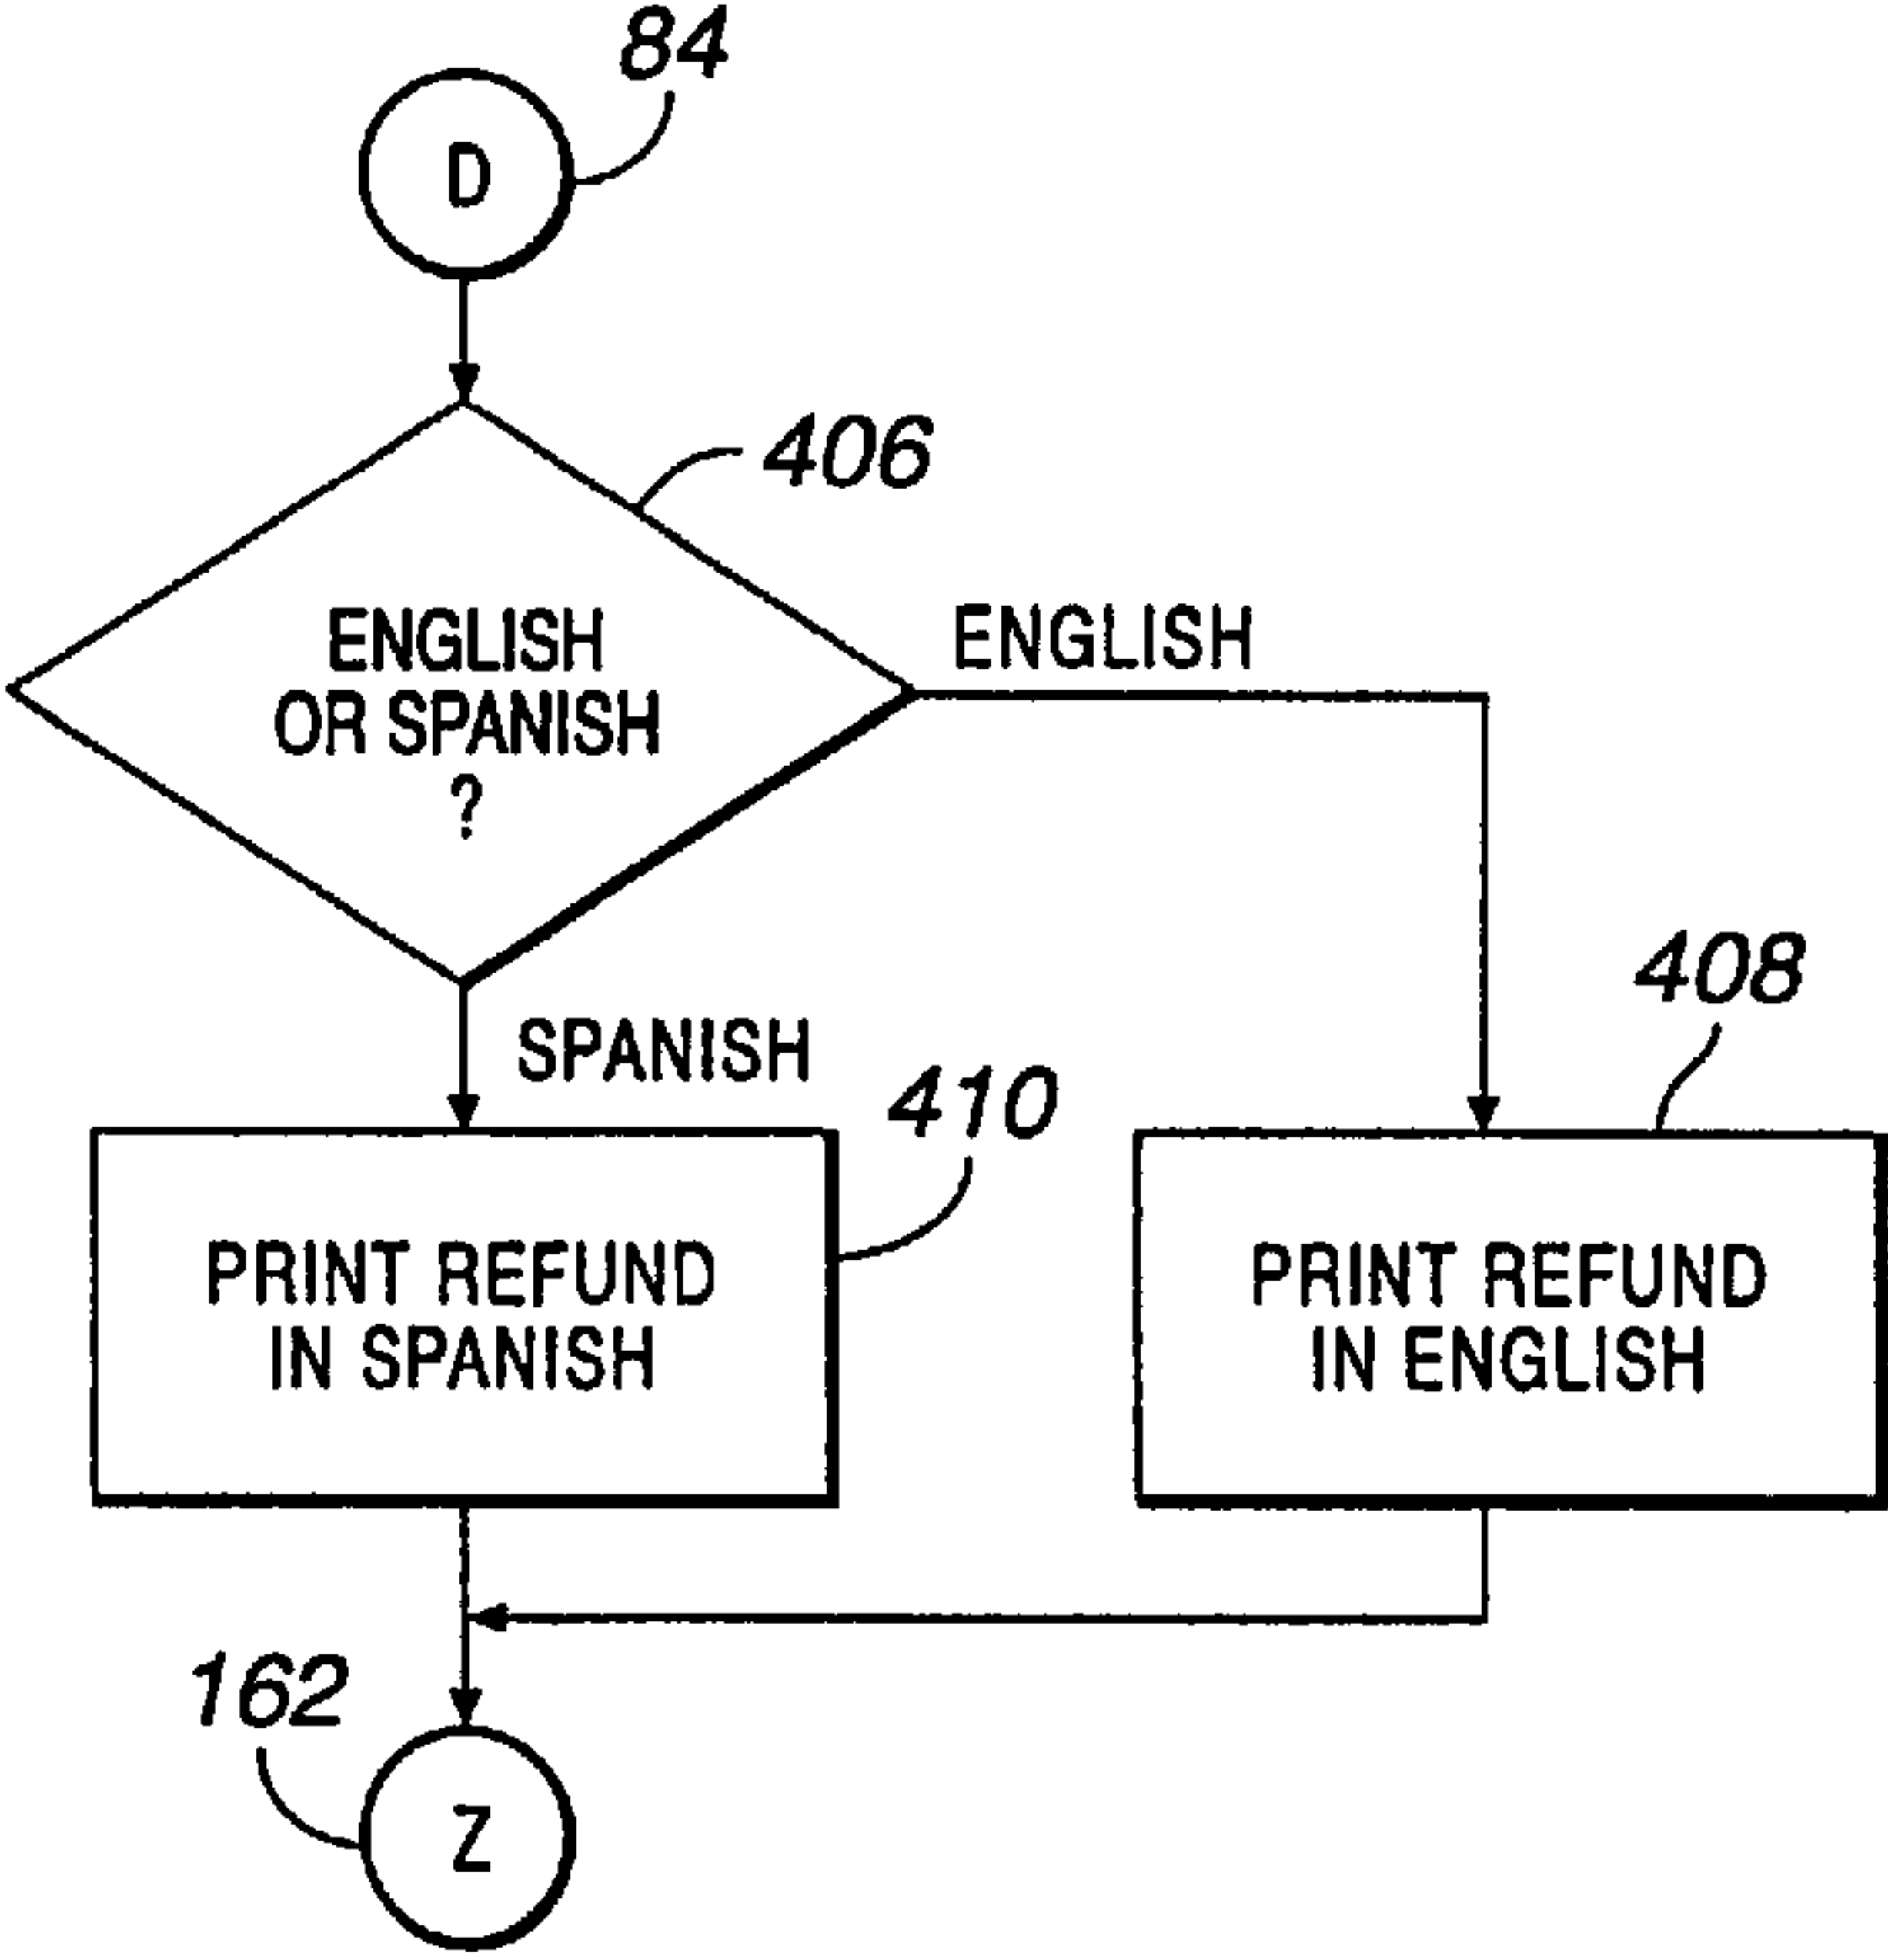 84
D
406
ENGLISH
OR SPANISH
?
ENGLISH
SPANISH
408
410
PRINT REFUND
IN SPANISH
PRINT REFUND
IN ENGLISH
162
Z